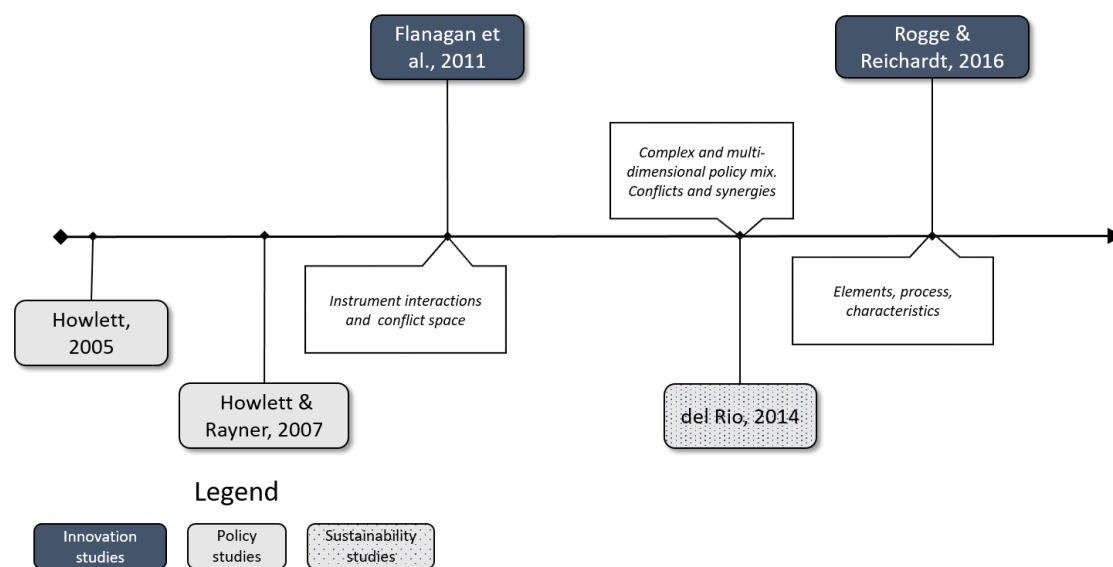 Flanagan et
al., 2011
Rogge &
Reichardt, 2016
Complex and multi-
dimensional policy mix.
Conflicts and synergies
Instrument interactions
and conflict space
Elements, process,
characteristics
Howlett,
2005
Howlett &
Rayner, 2007
del Rio, 2014
Legend
Innovation
studies
Policy
studies
Sustainability
studies